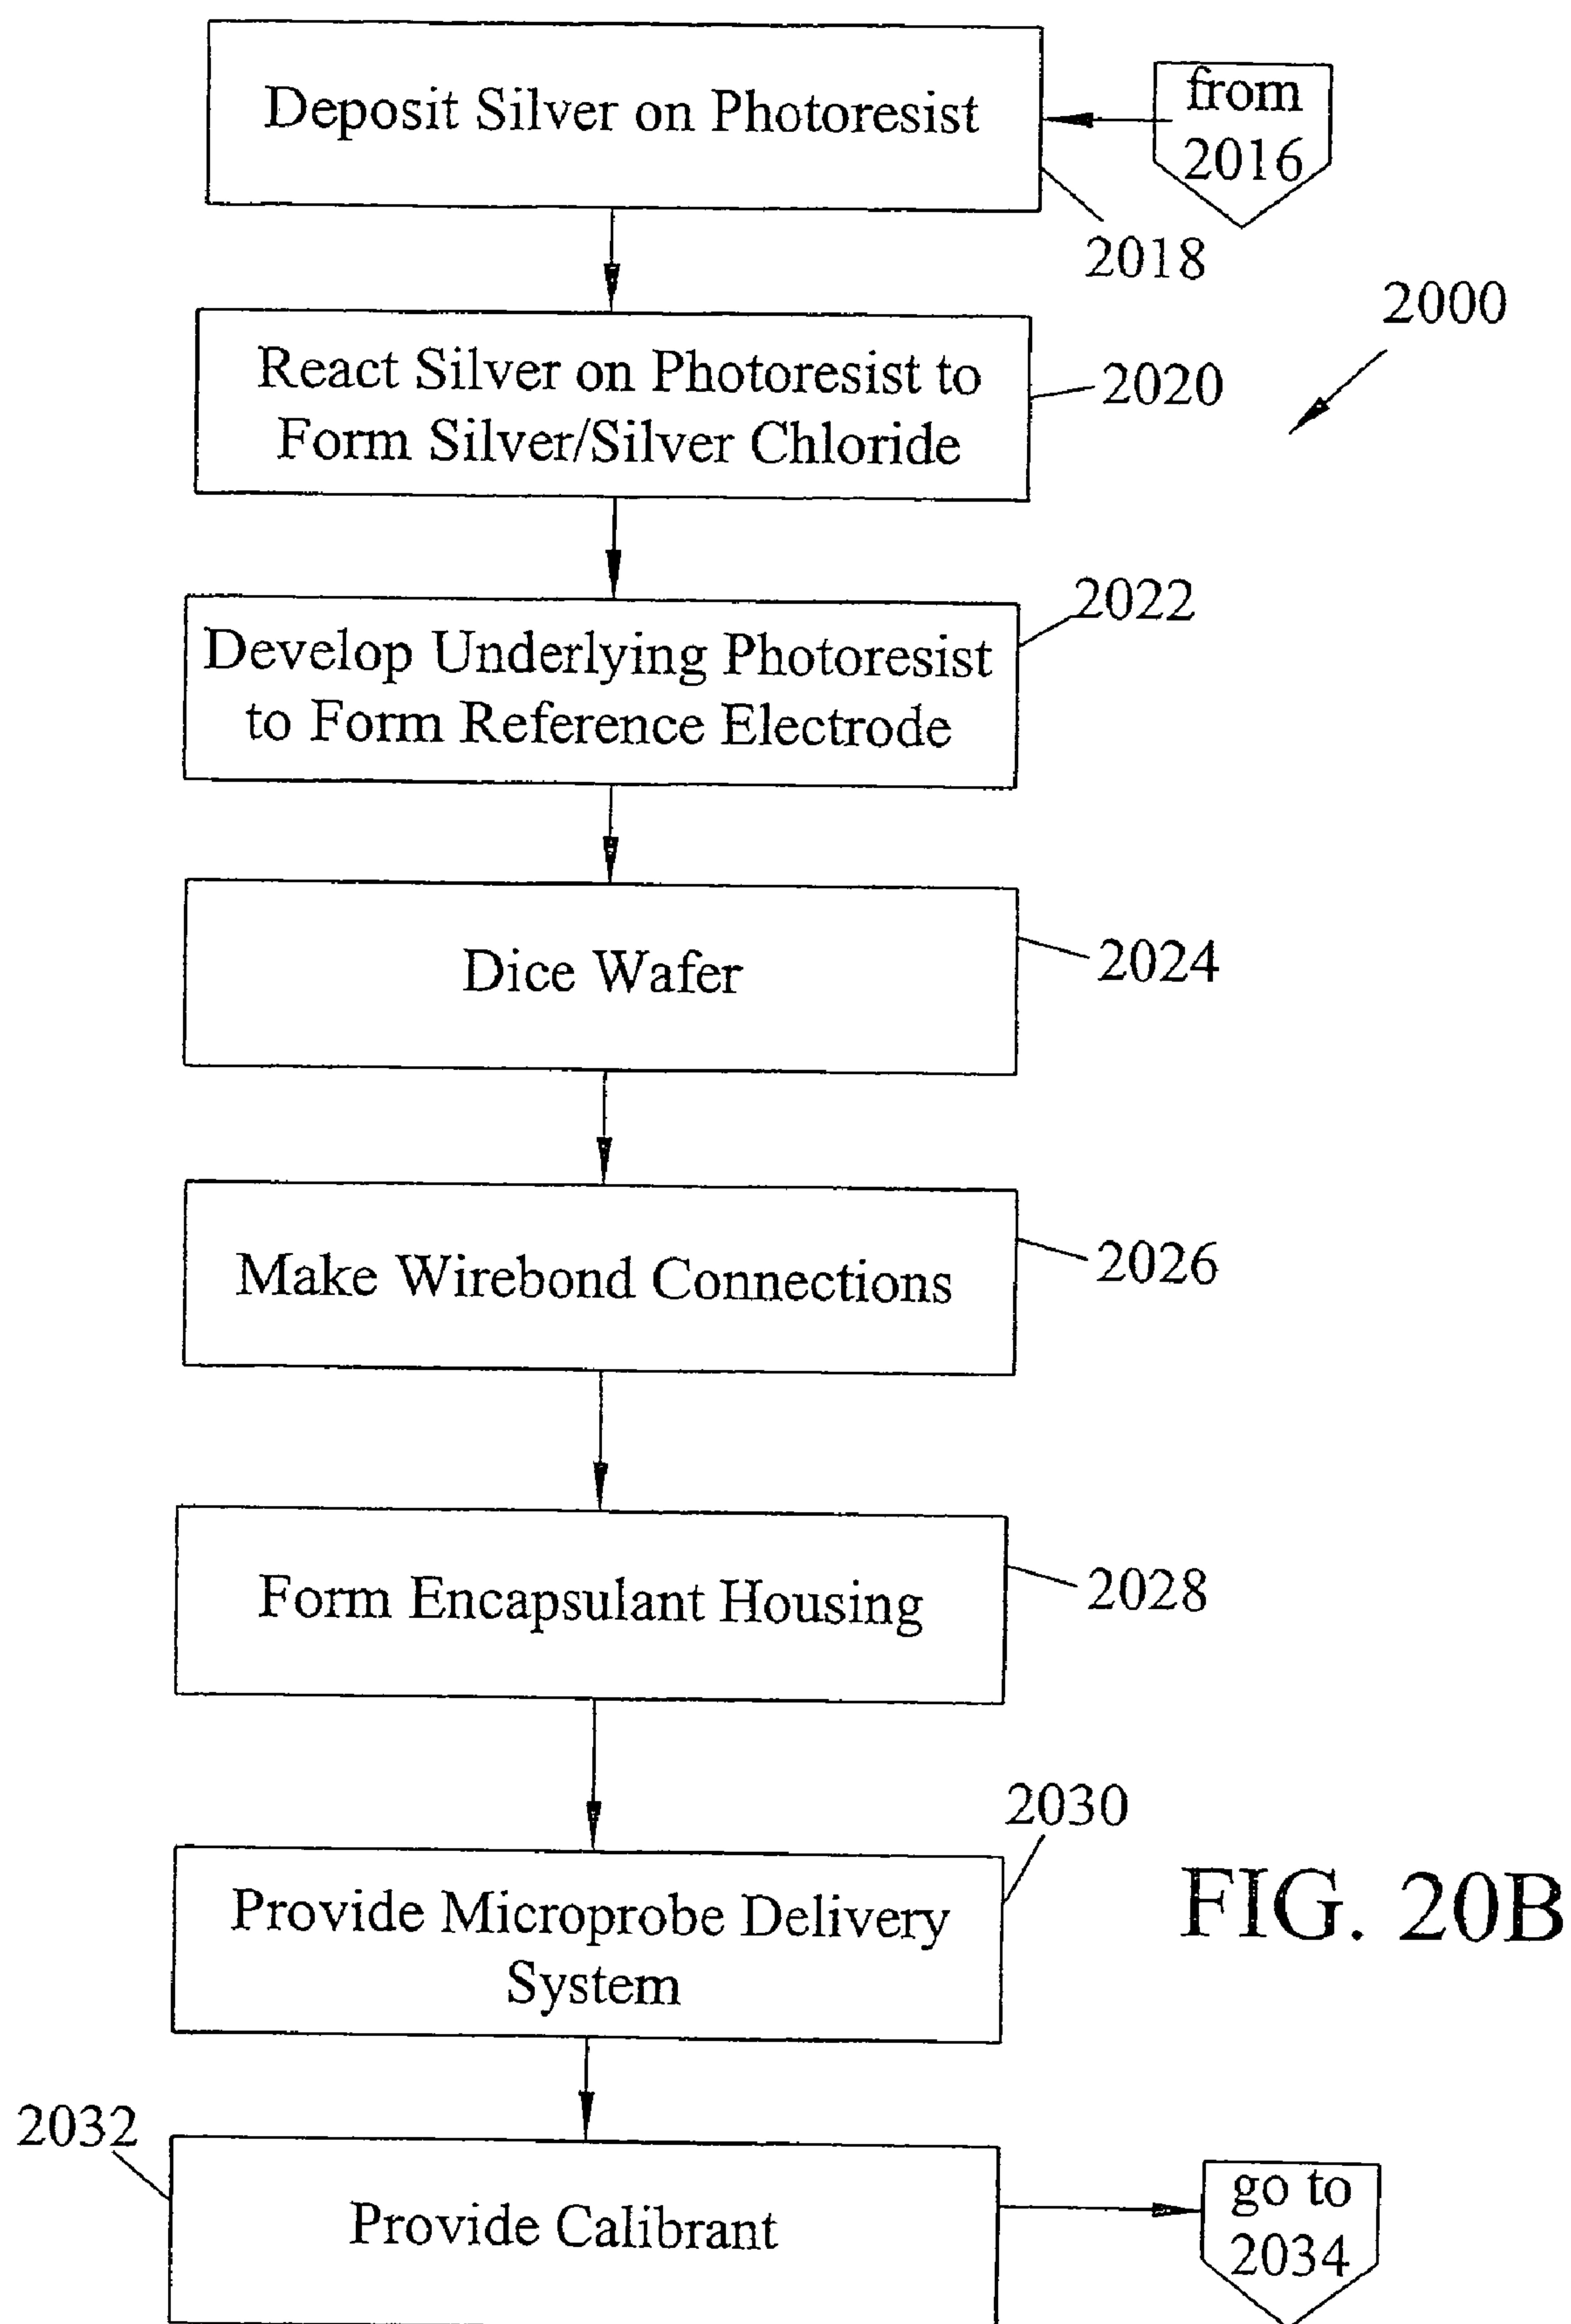 Deposit Silver on Photoresist
from
2016
2018
2000
React Silver on Photoresist to
Form Silver/Silver Chloride
2020
2022
Develop Underlying Photoresist
to Form Reference Electrode
Dice Wafer
2024
Make Wirebond Connections
2026
Form Encapsulant Housing
2028
2030
Provide Microprobe Delivery
System
FIG. 20B
2032
Provide Calibrant
go to
2034